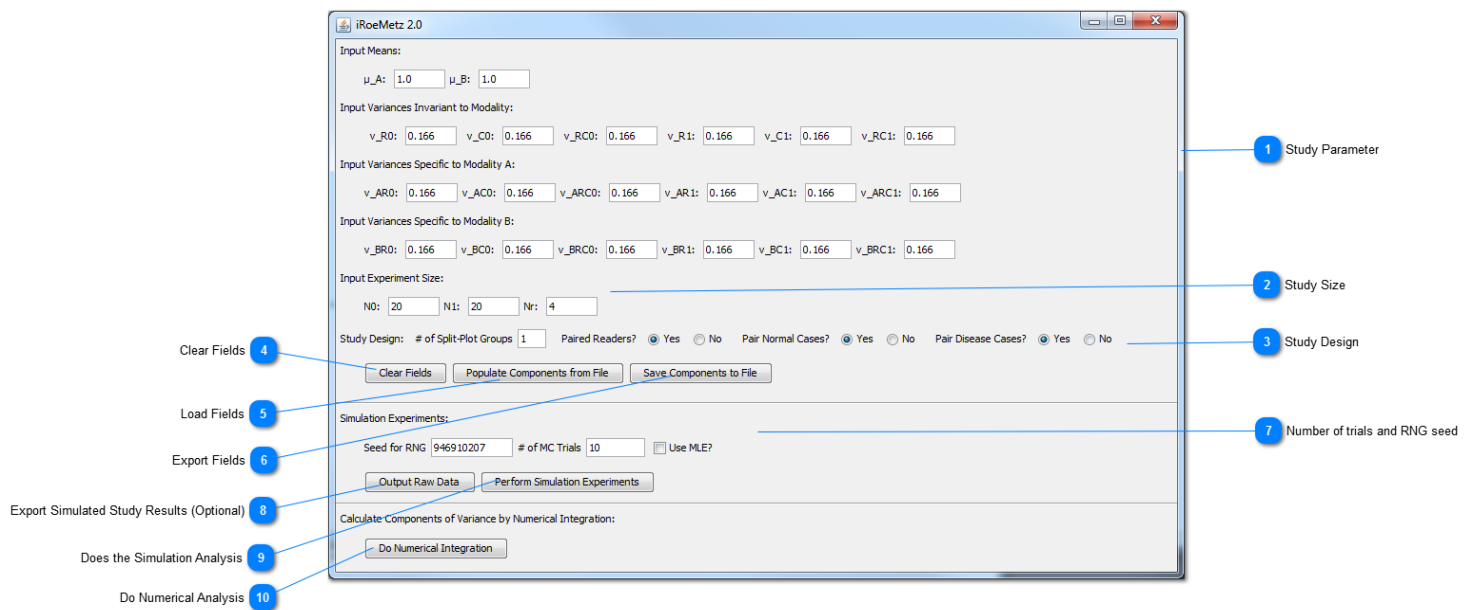 iRoeMetz 2.0
Input Means:
μ_A: 1.0 μ_B: 1.0
Input Variances Invariant to Modality:
v_R0: 0.166 v_C0: 0.166 v_RC0: 0.166 v_R1: 0.166 v_C1: 0.166 v_RC1: 0.166
1 Study Parameter
Input Variances Specific to Modality A:
v_AR0: 0.166 v_AC0: 0.166 v_ARC0: 0.166 v_AR1: 0.166 v_AC1: 0.166 v_ARC1: 0.166
Input Variances Specific to Modality B:
v_BR0: 0.166 v_BC0: 0.166 v_BRC0: 0.166 v_BR1: 0.166 v_BC1: 0.166 v_BRC1: 0.166
Input Experiment Size:
2 Study Size
N0: 20 N1: 20 Nr: 4
Study Design: # of Split-Plot Groups 1 Paired Readers? Yes No Pair Normal Cases? Yes No Pair Disease Cases? Yes No
3 Study Design
Clear Fields 4
Clear Fields Populate Components from File Save Components to File
Load Fields 5
Simulation Experiments:
7 Number of trials and RNG seed
Seed for RNG 946910207 # of MC Trials 10 Use MLE?
Export Fields 6
Output Raw Data Perform Simulation Experiments
Export Simulated Study Results (Optional) 8
Calculate Components of Variance by Numerical Integration:
Does the Simulation Analysis 9
Do Numerical Integration
Do Numerical Analysis 10